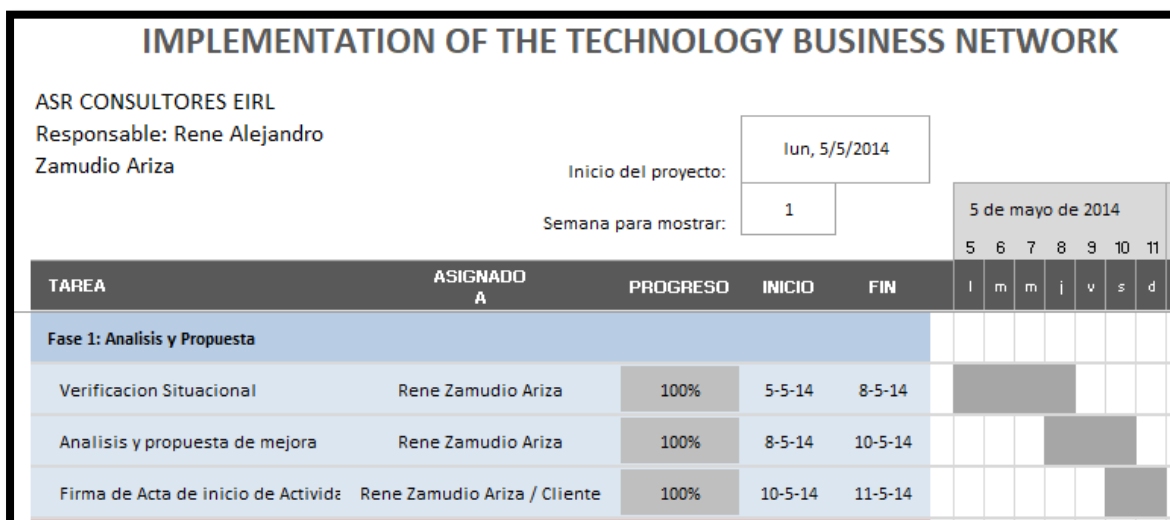 IMPLEMENTATION OF THE TECHNOLOGY BUSINESS NETWORK
ASR CONSULTORES EIRL
Responsable: Rene Alejandro
Zamudio Ariza
Inicio del proyecto:
lun, 5/5/2014
Semana para mostrar:
1
5 de mayo de 2014
5 6 7 8 9 10 11
TAREA ASIGNADO A PROGRESO INICIO FIN l m m j v s d
Fase 1: Analisis y Propuesta
Verificacion Situacional Rene Zamudio Ariza 100% 5-5-14 8-5-14
Analisis y propuesta de mejora Rene Zamudio Ariza 100% 8-5-14 10-5-14
Firma de Acta de inicio de Activida Rene Zamudio Ariza / Cliente 100% 10-5-14 11-5-14